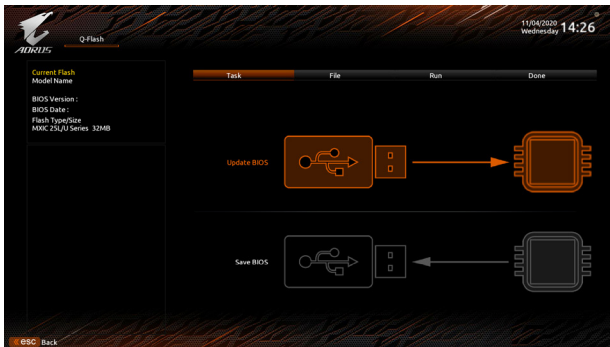 AORUS
Q-Flash
11/04/2020
Wednesday 14:26
Current Flash
Model Name
BIOS Version :
BIOS Date :
Flash Type/Size
MXIC 25L/U Series 32MB
Task File Run Done
Update BIOS
Save BIOS
« esc Back